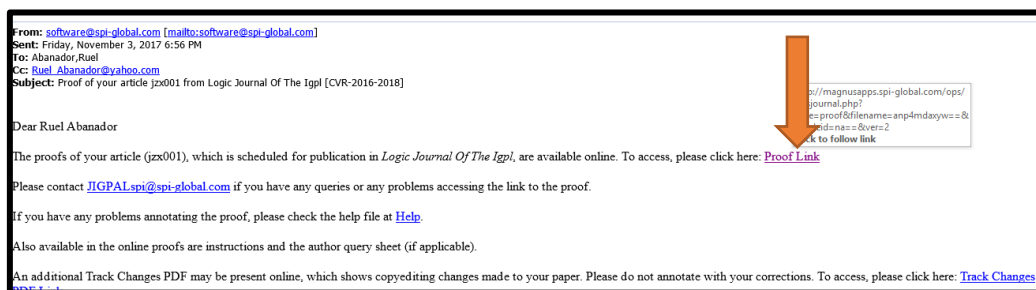 From: software@spi-global.com [mailto:software@spi-global.com]
Sent: Friday, November 3, 2017 6:56 PM
To: Abanador,Ruel
Cc: Ruel_Abanador@yahoo.com
Subject: Proof of your article jzx001 from Logic Journal Of The Igpl [CVR-2016-2018]
://magnusapps.spi-global.com/ops/
journal.php?
e=proof&filename=anp4mdaxyw==&
eid=na==&ver=2
to follow link
Dear Ruel Abanador
The proofs of your article (jzx001), which is scheduled for publication in Logic Journal Of The Igpl, are available online. To access, please click here: Proof Link
Please contact JIGPALspi@spi-global.com if you have any queries or any problems accessing the link to the proof.
If you have any problems annotating the proof, please check the help file at Help.
Also available in the online proofs are instructions and the author query sheet (if applicable).
An additional Track Changes PDF may be present online, which shows copyediting changes made to your paper. Please do not annotate with your corrections. To access, please click here: Track Changes
PDF Link